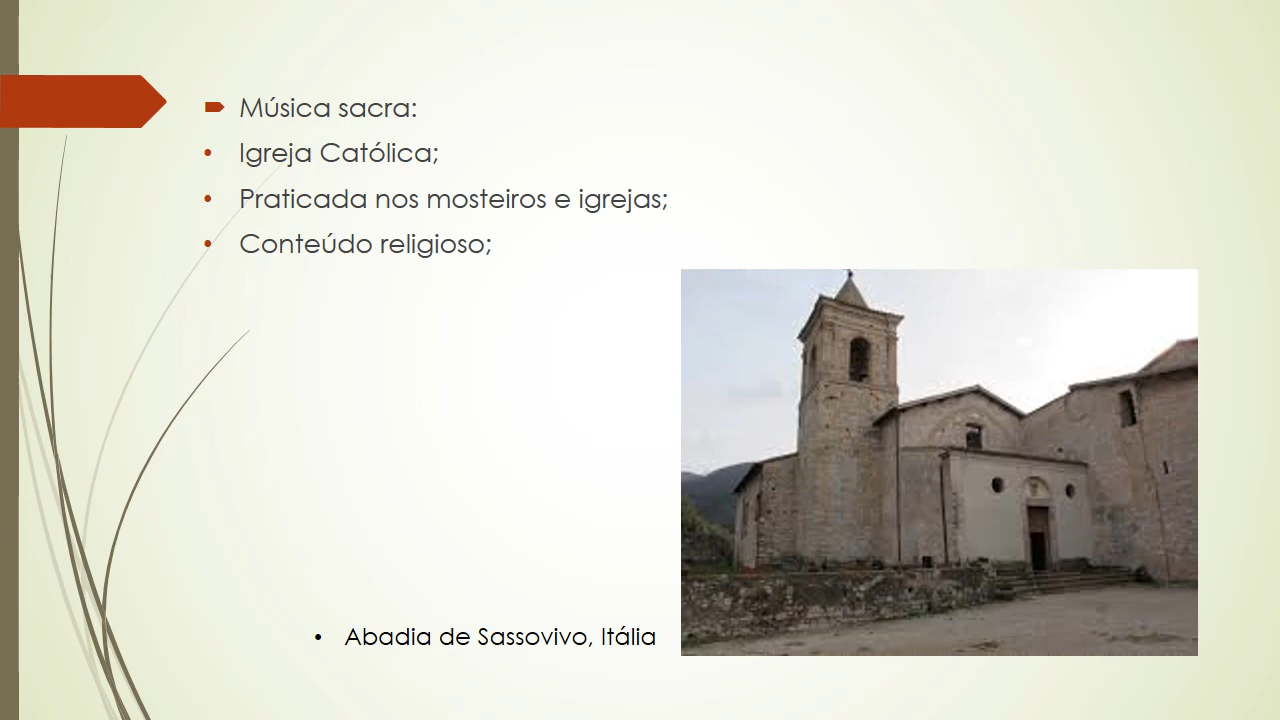 Música sacra:
Igreja Católica;
Praticada nos mosteiros e igrejas;
Conteúdo religioso;
Abadia de Sassovivo, Itália